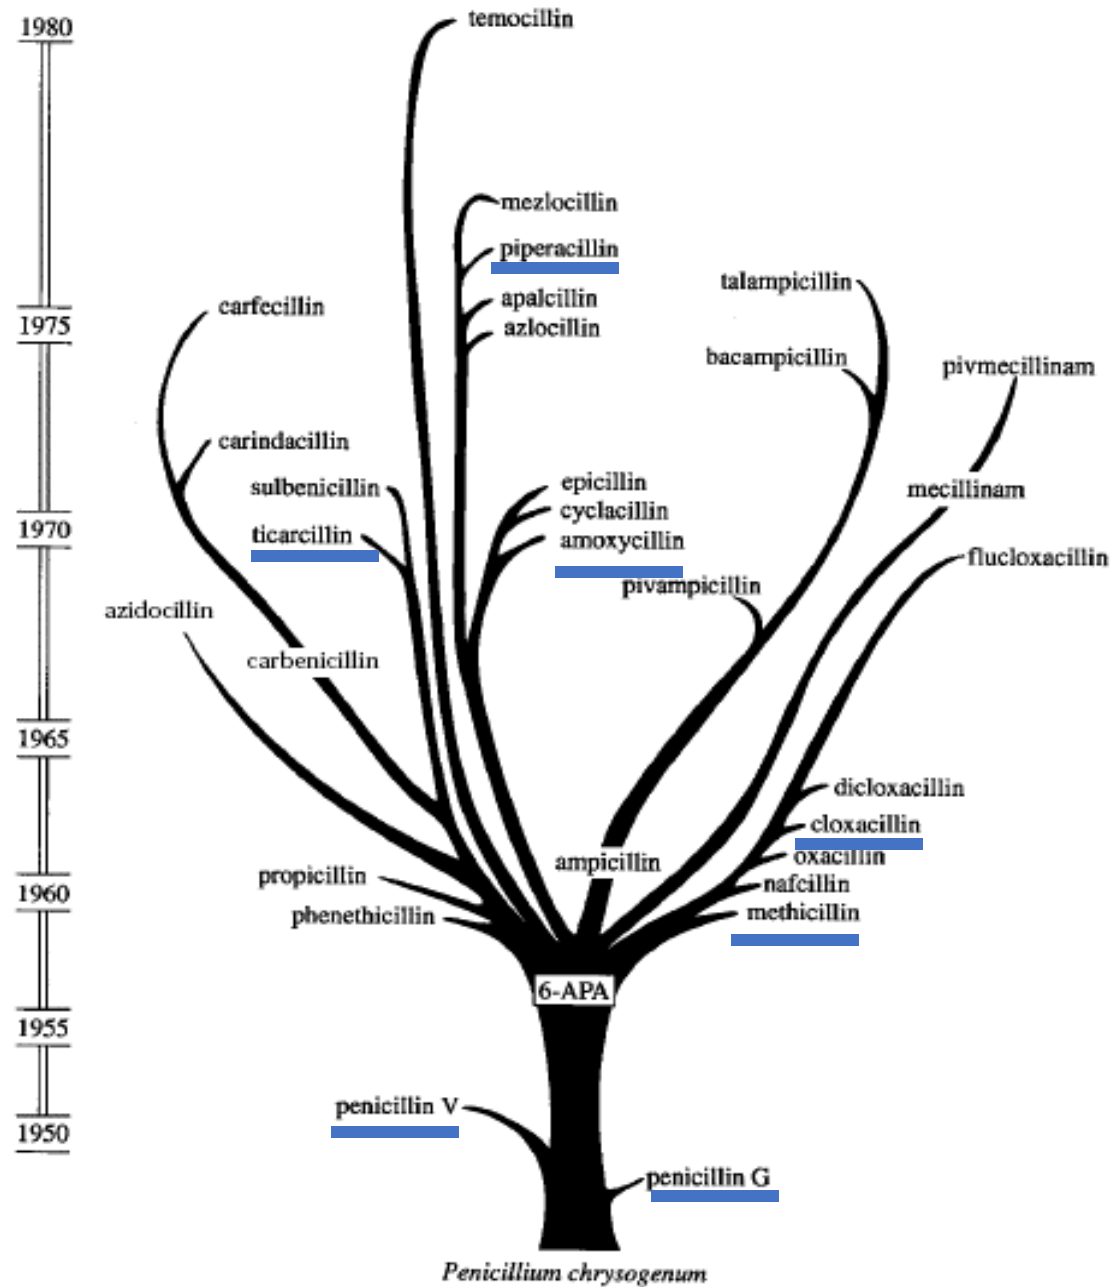 1980
temocillin
mezlocillin
piperacillin
talampicillin
apalcillin
carfecillin
1975
azlocillin
bacampicillin
pivmecillinam
carindacillin
epicillin
sulbenicillin
mecillinam
cyclacillin
1970
ticarcillin
amoxycillin
flucloxacillin
pivampicillin
azidocillin
carbenicillin
1965
dicloxacillin
cloxacillin
oxacillin
ampicillin
propicillin
nafcillin
1960
methicillin
phenethicillin
6-APA
1955
penicillin V
1950
penicillin G
Penicillium chrysogenum